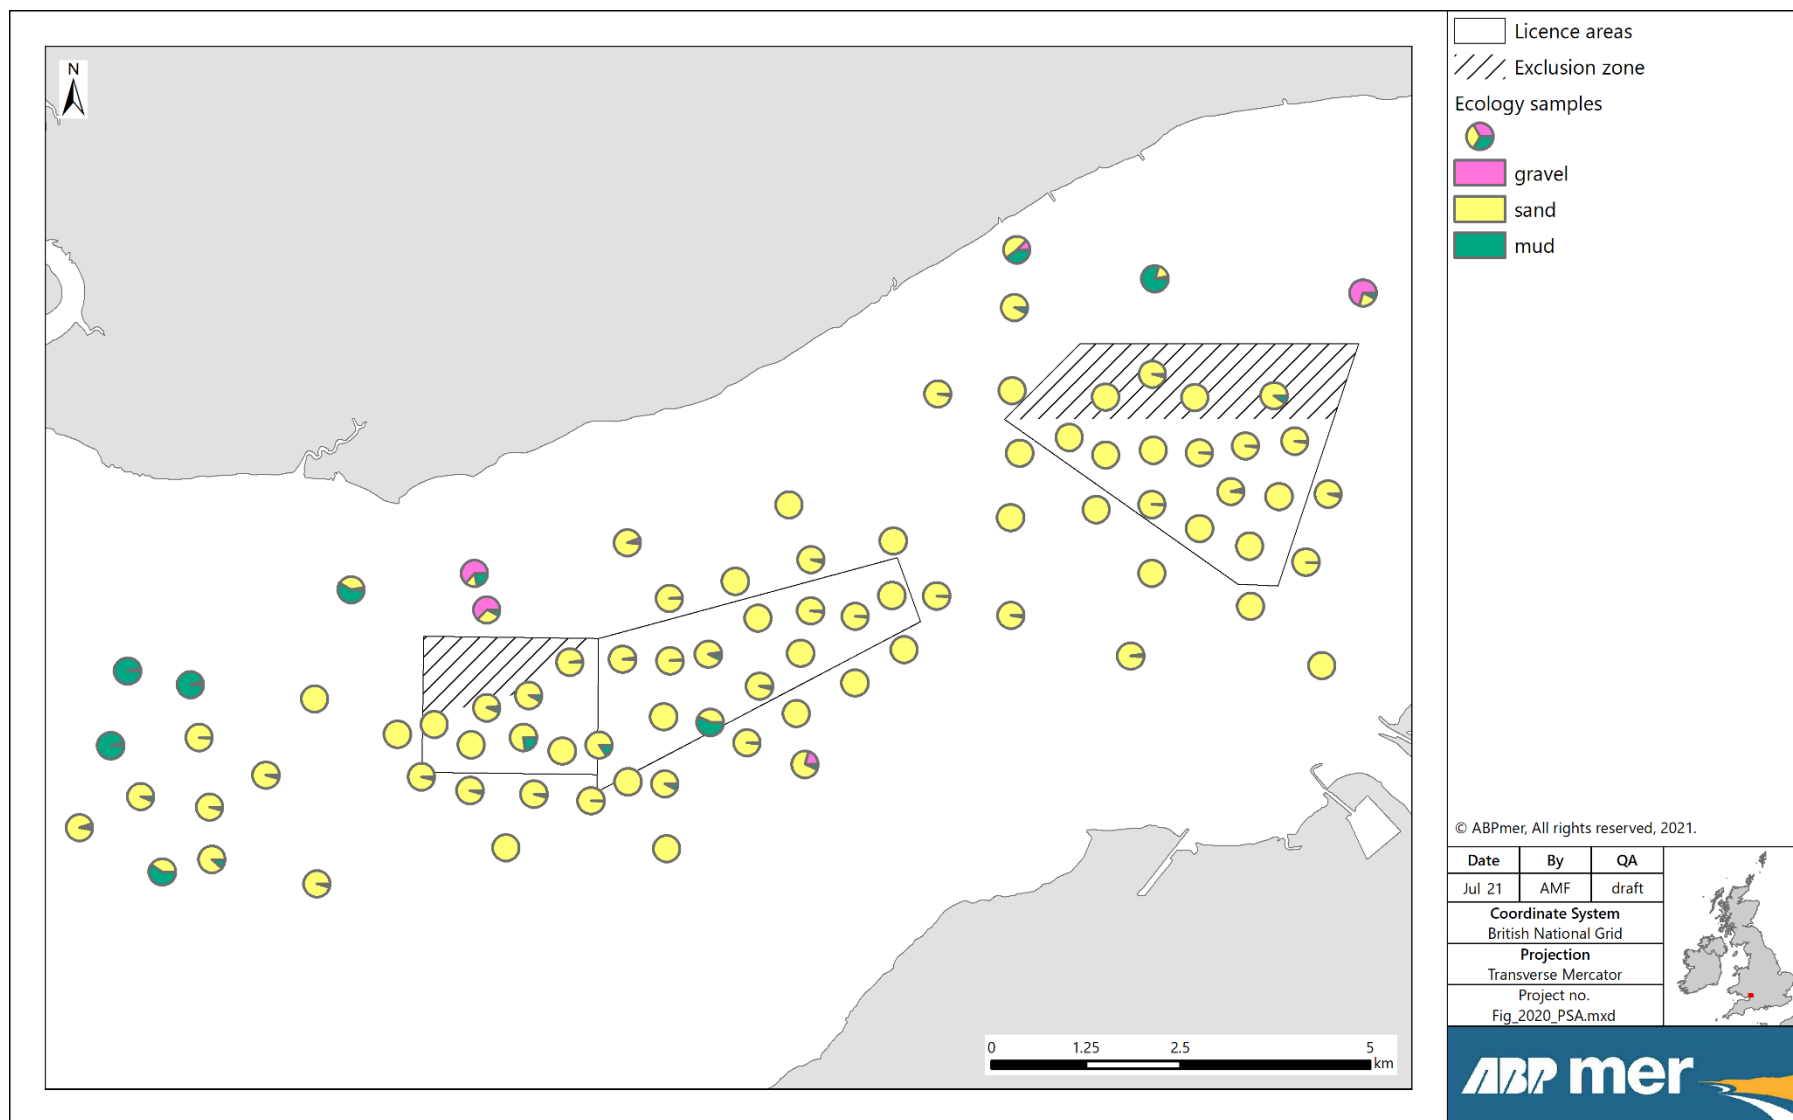 N
0 1.25 2.5 5
km
Licence areas
Exclusion zone
Ecology samples
gravel
sand
mud
© ABPmer, All rights reserved, 2021.
Date By QA
Jul 21 AMF draft
Coordinate System
British National Grid
Projection
Transverse Mercator
Project no.
Fig_2020_PSA.mxd
ABP mer